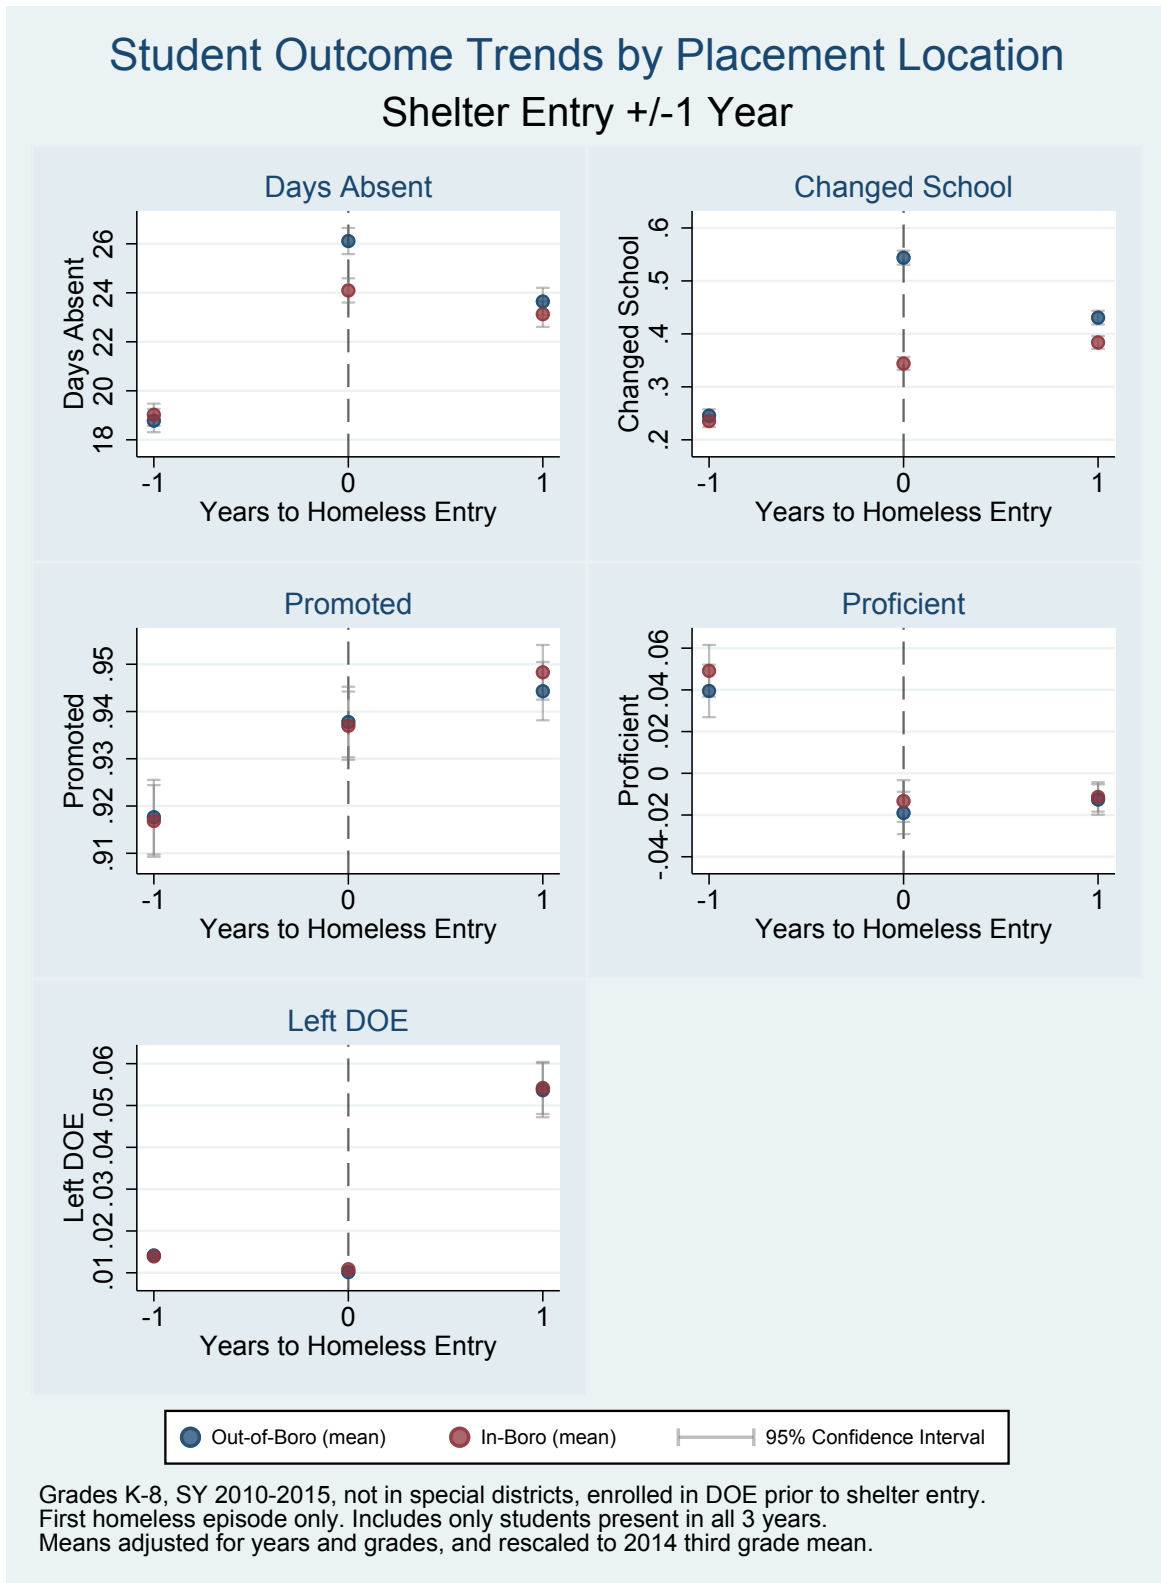 Student Outcome Trends by Placement Location
Shelter Entry +/-1 Year
Days Absent
Days Absent
26
24
22
20
18
-1 0 1
Years to Homeless Entry
Changed School
Changed School
.6
.5
.4
.3
.2
-1 0 1
Years to Homeless Entry
Promoted
Promoted
.95
.94
.93
.92
.91
-1 0 1
Years to Homeless Entry
Proficient
Proficient
.06
.04
.02
0
-.02
-.04
-1 0 1
Years to Homeless Entry
Left DOE
Left DOE
.06
.05
.04
.03
.02
.01
-1 0 1
Years to Homeless Entry
Out-of-Boro (mean) In-Boro (mean) 95% Confidence Interval
Grades K-8, SY 2010-2015, not in special districts, enrolled in DOE prior to shelter entry.
First homeless episode only. Includes only students present in all 3 years.
Means adjusted for years and grades, and rescaled to 2014 third grade mean.